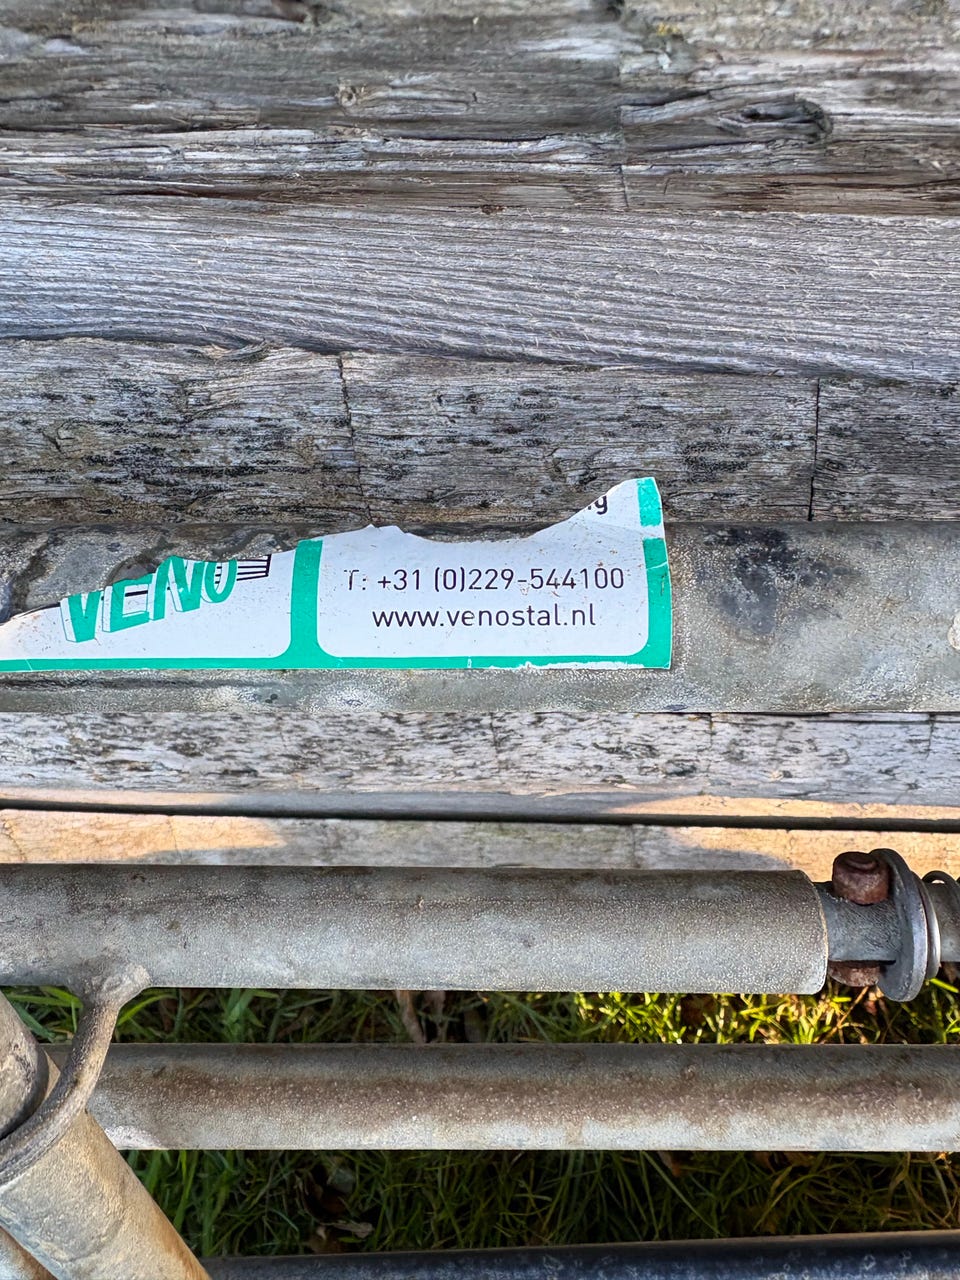 VENO
T: +31 (0)229-544100
www.venostal.nl